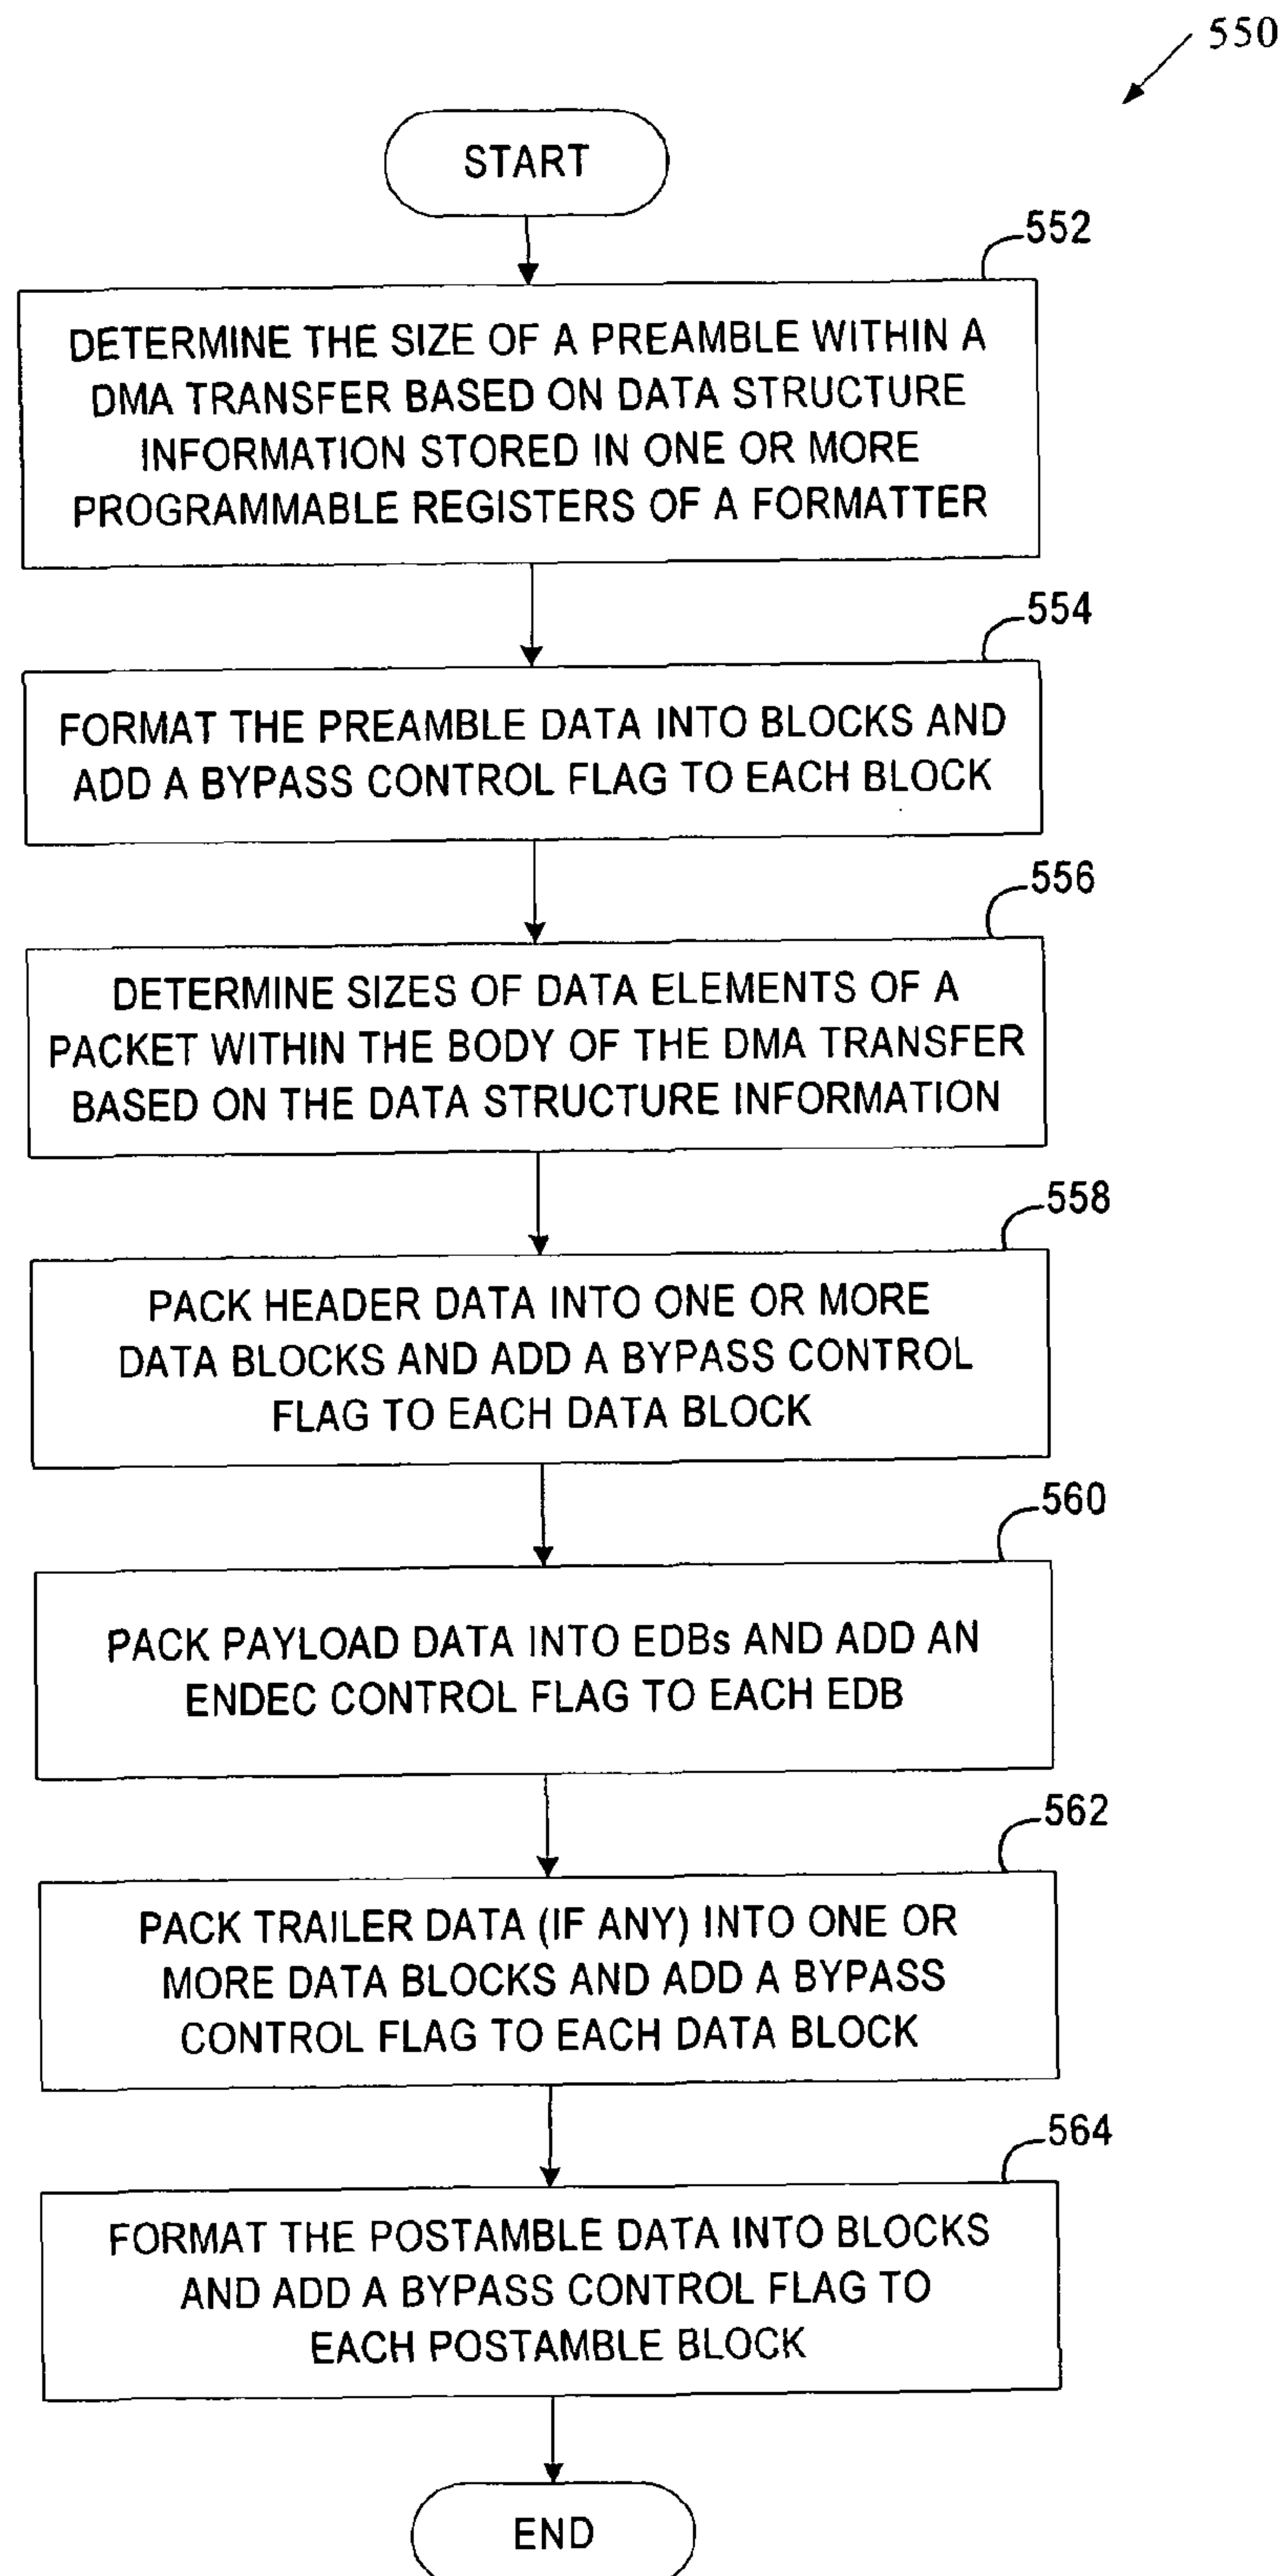 550
START
552
DETERMINE THE SIZE OF A PREAMBLE WITHIN A
DMA TRANSFER BASED ON DATA STRUCTURE
INFORMATION STORED IN ONE OR MORE
PROGRAMMABLE REGISTERS OF A FORMATTER
554
FORMAT THE PREAMBLE DATA INTO BLOCKS AND
ADD A BYPASS CONTROL FLAG TO EACH BLOCK
556
DETERMINE SIZES OF DATA ELEMENTS OF A
PACKET WITHIN THE BODY OF THE DMA TRANSFER
BASED ON THE DATA STRUCTURE INFORMATION
558
PACK HEADER DATA INTO ONE OR MORE
DATA BLOCKS AND ADD A BYPASS CONTROL
FLAG TO EACH DATA BLOCK
560
PACK PAYLOAD DATA INTO EDBs AND ADD AN
ENDEC CONTROL FLAG TO EACH EDB
562
PACK TRAILER DATA (IF ANY) INTO ONE OR
MORE DATA BLOCKS AND ADD A BYPASS
CONTROL FLAG TO EACH DATA BLOCK
564
FORMAT THE POSTAMBLE DATA INTO BLOCKS
AND ADD A BYPASS CONTROL FLAG TO
EACH POSTAMBLE BLOCK
END